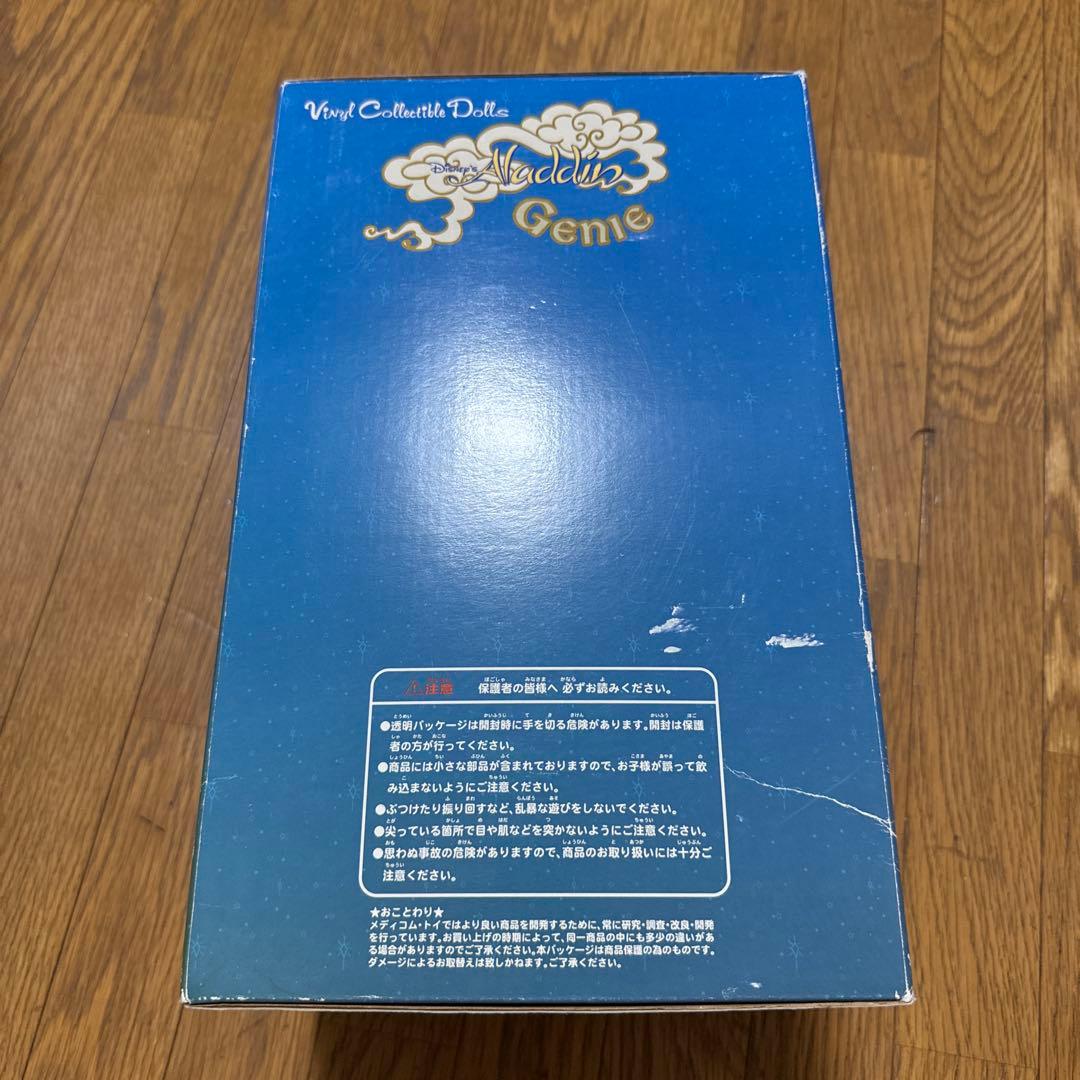 Vinyl Collectible Dolls
Disney's Aladdin
Genie
注意 保護者の皆様へ 必ずお読みください。
●透明パッケージは開封時に手を切る危険があります。開封は保護
者の方が行ってください。
●商品には小さな部品が含まれておりますので、お子様が誤って飲
み込まないようにご注意ください。
●ぶつけたり振り回すなど、乱暴な遊びをしないでください。
●尖っている箇所で目や肌などを突かないようにご注意ください。
●思わぬ事故の危険がありますので、商品のお取り扱いには十分ご
注意ください。
★おことわり★
メディコム・トイではより良い商品を開発するために、常に研究・調査・改良・開発
を行っています。お買い上げの時期によって、同一商品の中にも多少の違いがあ
る場合がありますのでご了承ください。本パッケージは商品保護の為のものです。
ダメージによるお取替えは致しかねます。ご了承ください。